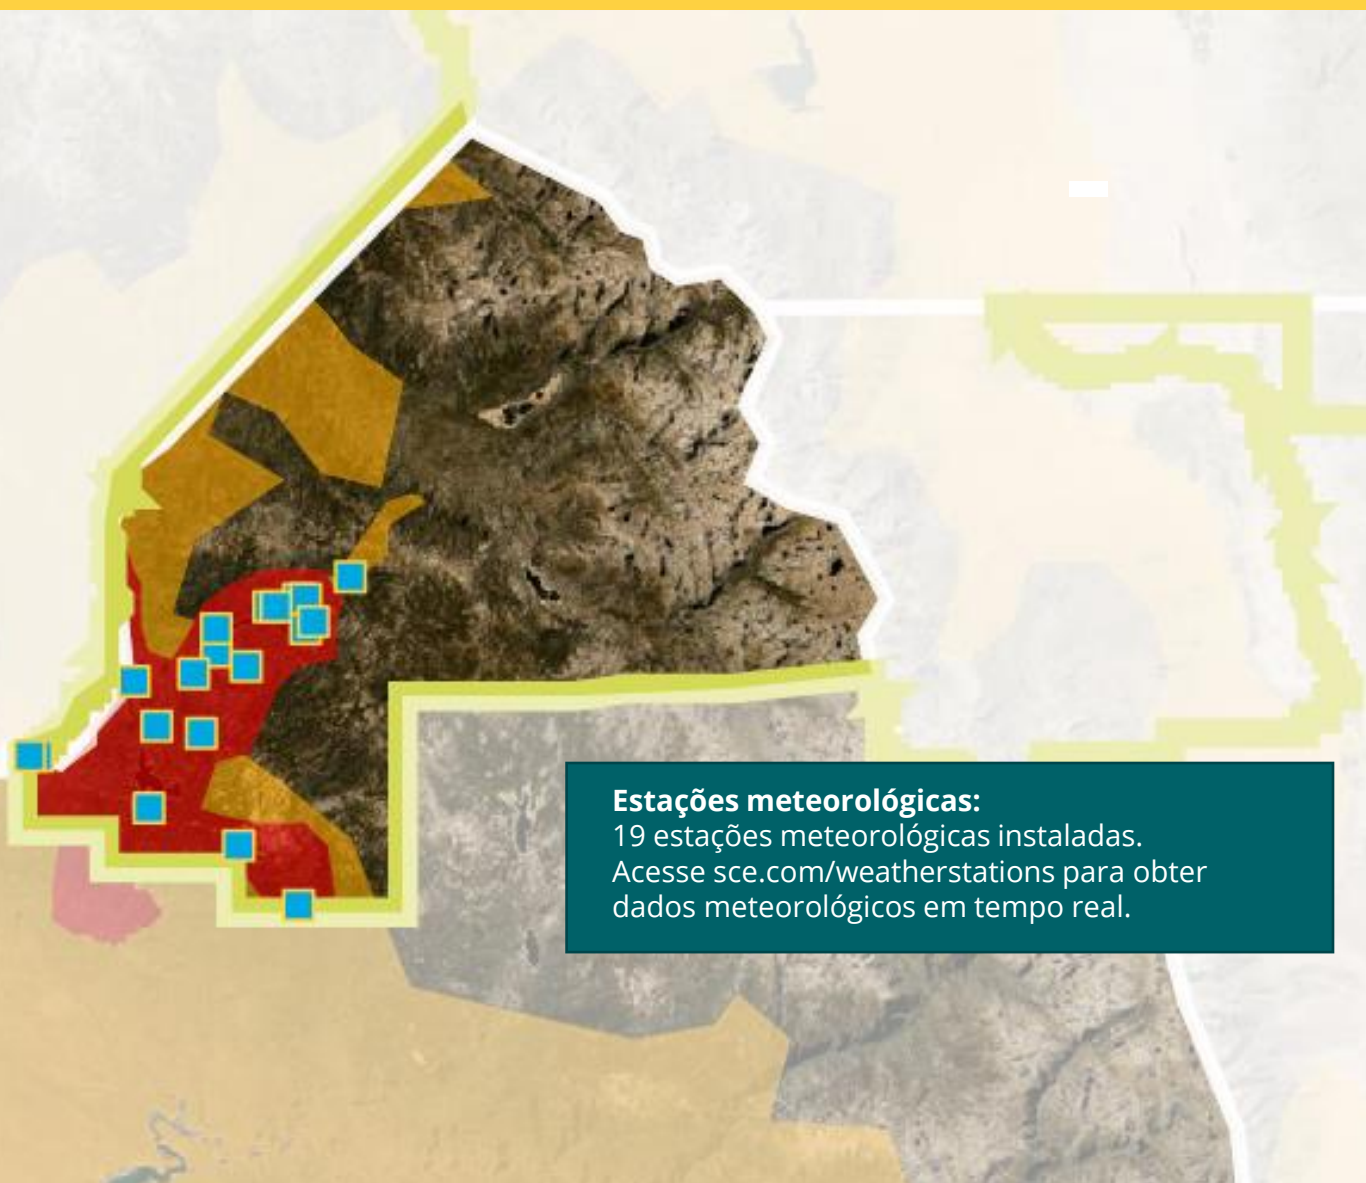 Estações meteorológicas:
19 estações meteorológicas instaladas.
Acesse sce.com/weatherstations para obter
dados meteorológicos em tempo real.